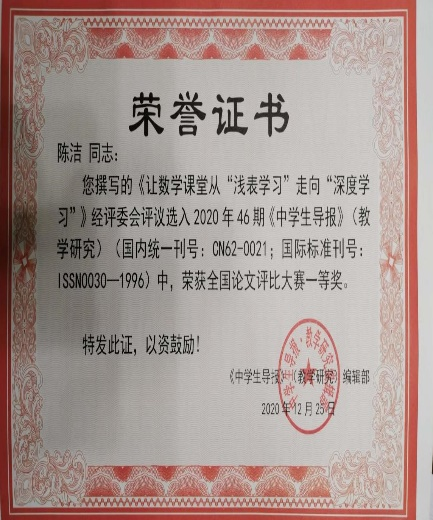 荣誉证书
陈洁 同志：
您撰写的《让数学课堂从“浅表学习”走向“深度学
习”》经评委会评议选入2020年46期《中学生导报》（教
学研究）（国内统一刊号：CN62-0021；国际标准刊号：
ISSN0030—1996）中，荣获全国论文评比大赛一等奖。
特发此证，以资鼓励！
《中学生导报》（教学研究）编辑部
2020年12月25日